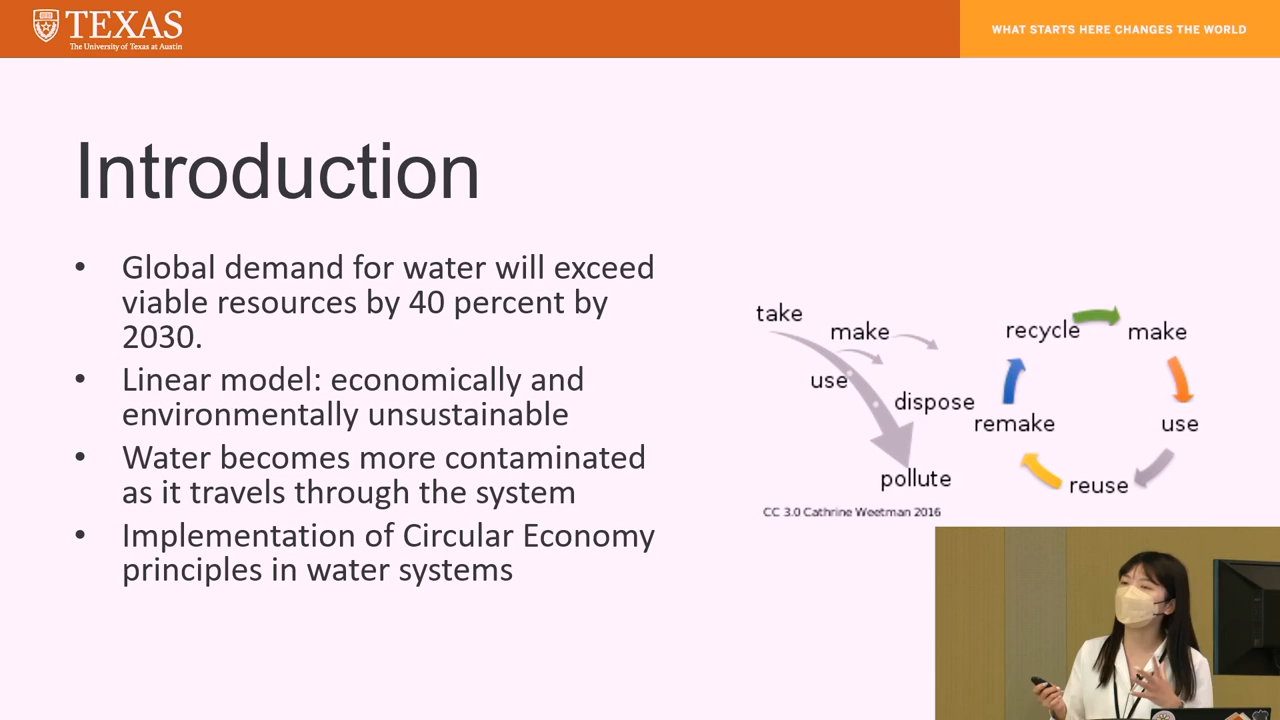 TEXAS
The University of Texas at Austin
WHAT STARTS HERE CHANGES THE WORLD
Introduction
• Global demand for water will exceed
viable resources by 40 percent by
2030.
• Linear model: economically and
environmentally unsustainable
• Water becomes more contaminated
as it travels through the system
• Implementation of Circular Economy
principles in water systems
take
make
use
dispose
pollute
recycle
make
use
reuse
remake
CC 3.0 Cathrine Weetman 2016